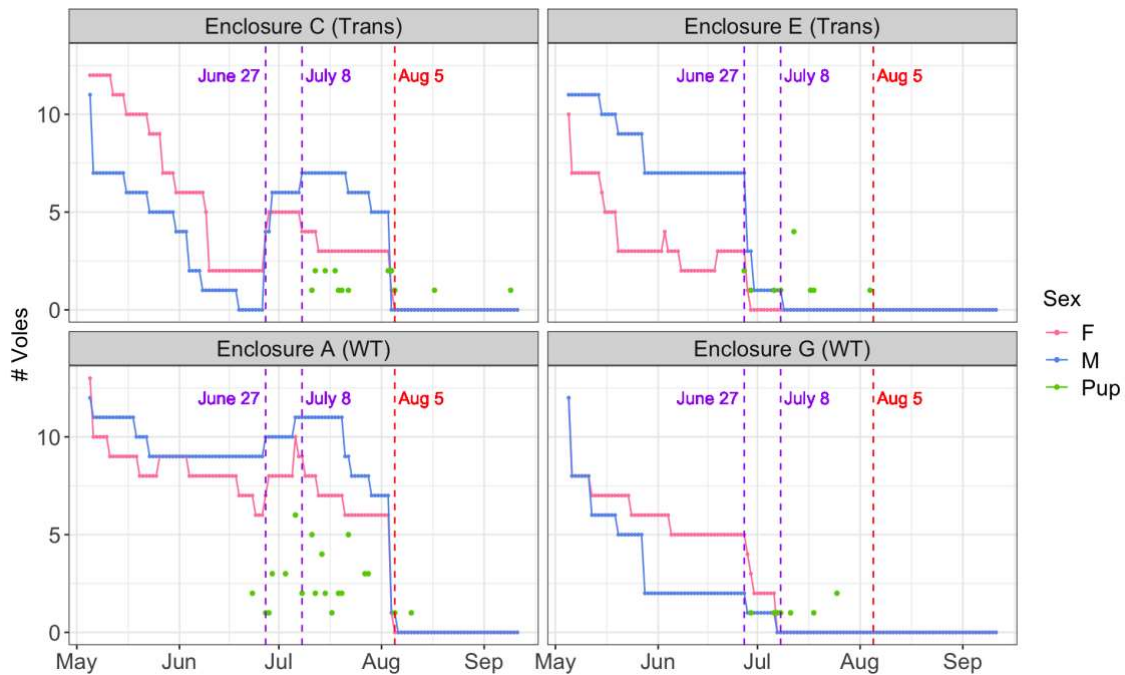 Enclosure C (Trans)
Enclosure E (Trans)
June 27
July 8
Aug 5
June 27
July 8
Aug 5
10
5
0
Enclosure A (WT)
Enclosure G (WT)
June 27
July 8
Aug 5
June 27
July 8
Aug 5
10
5
0
# Voles
May
Jun
Jul
Aug
Sep
May
Jun
Jul
Aug
Sep
Sex
F
M
Pup